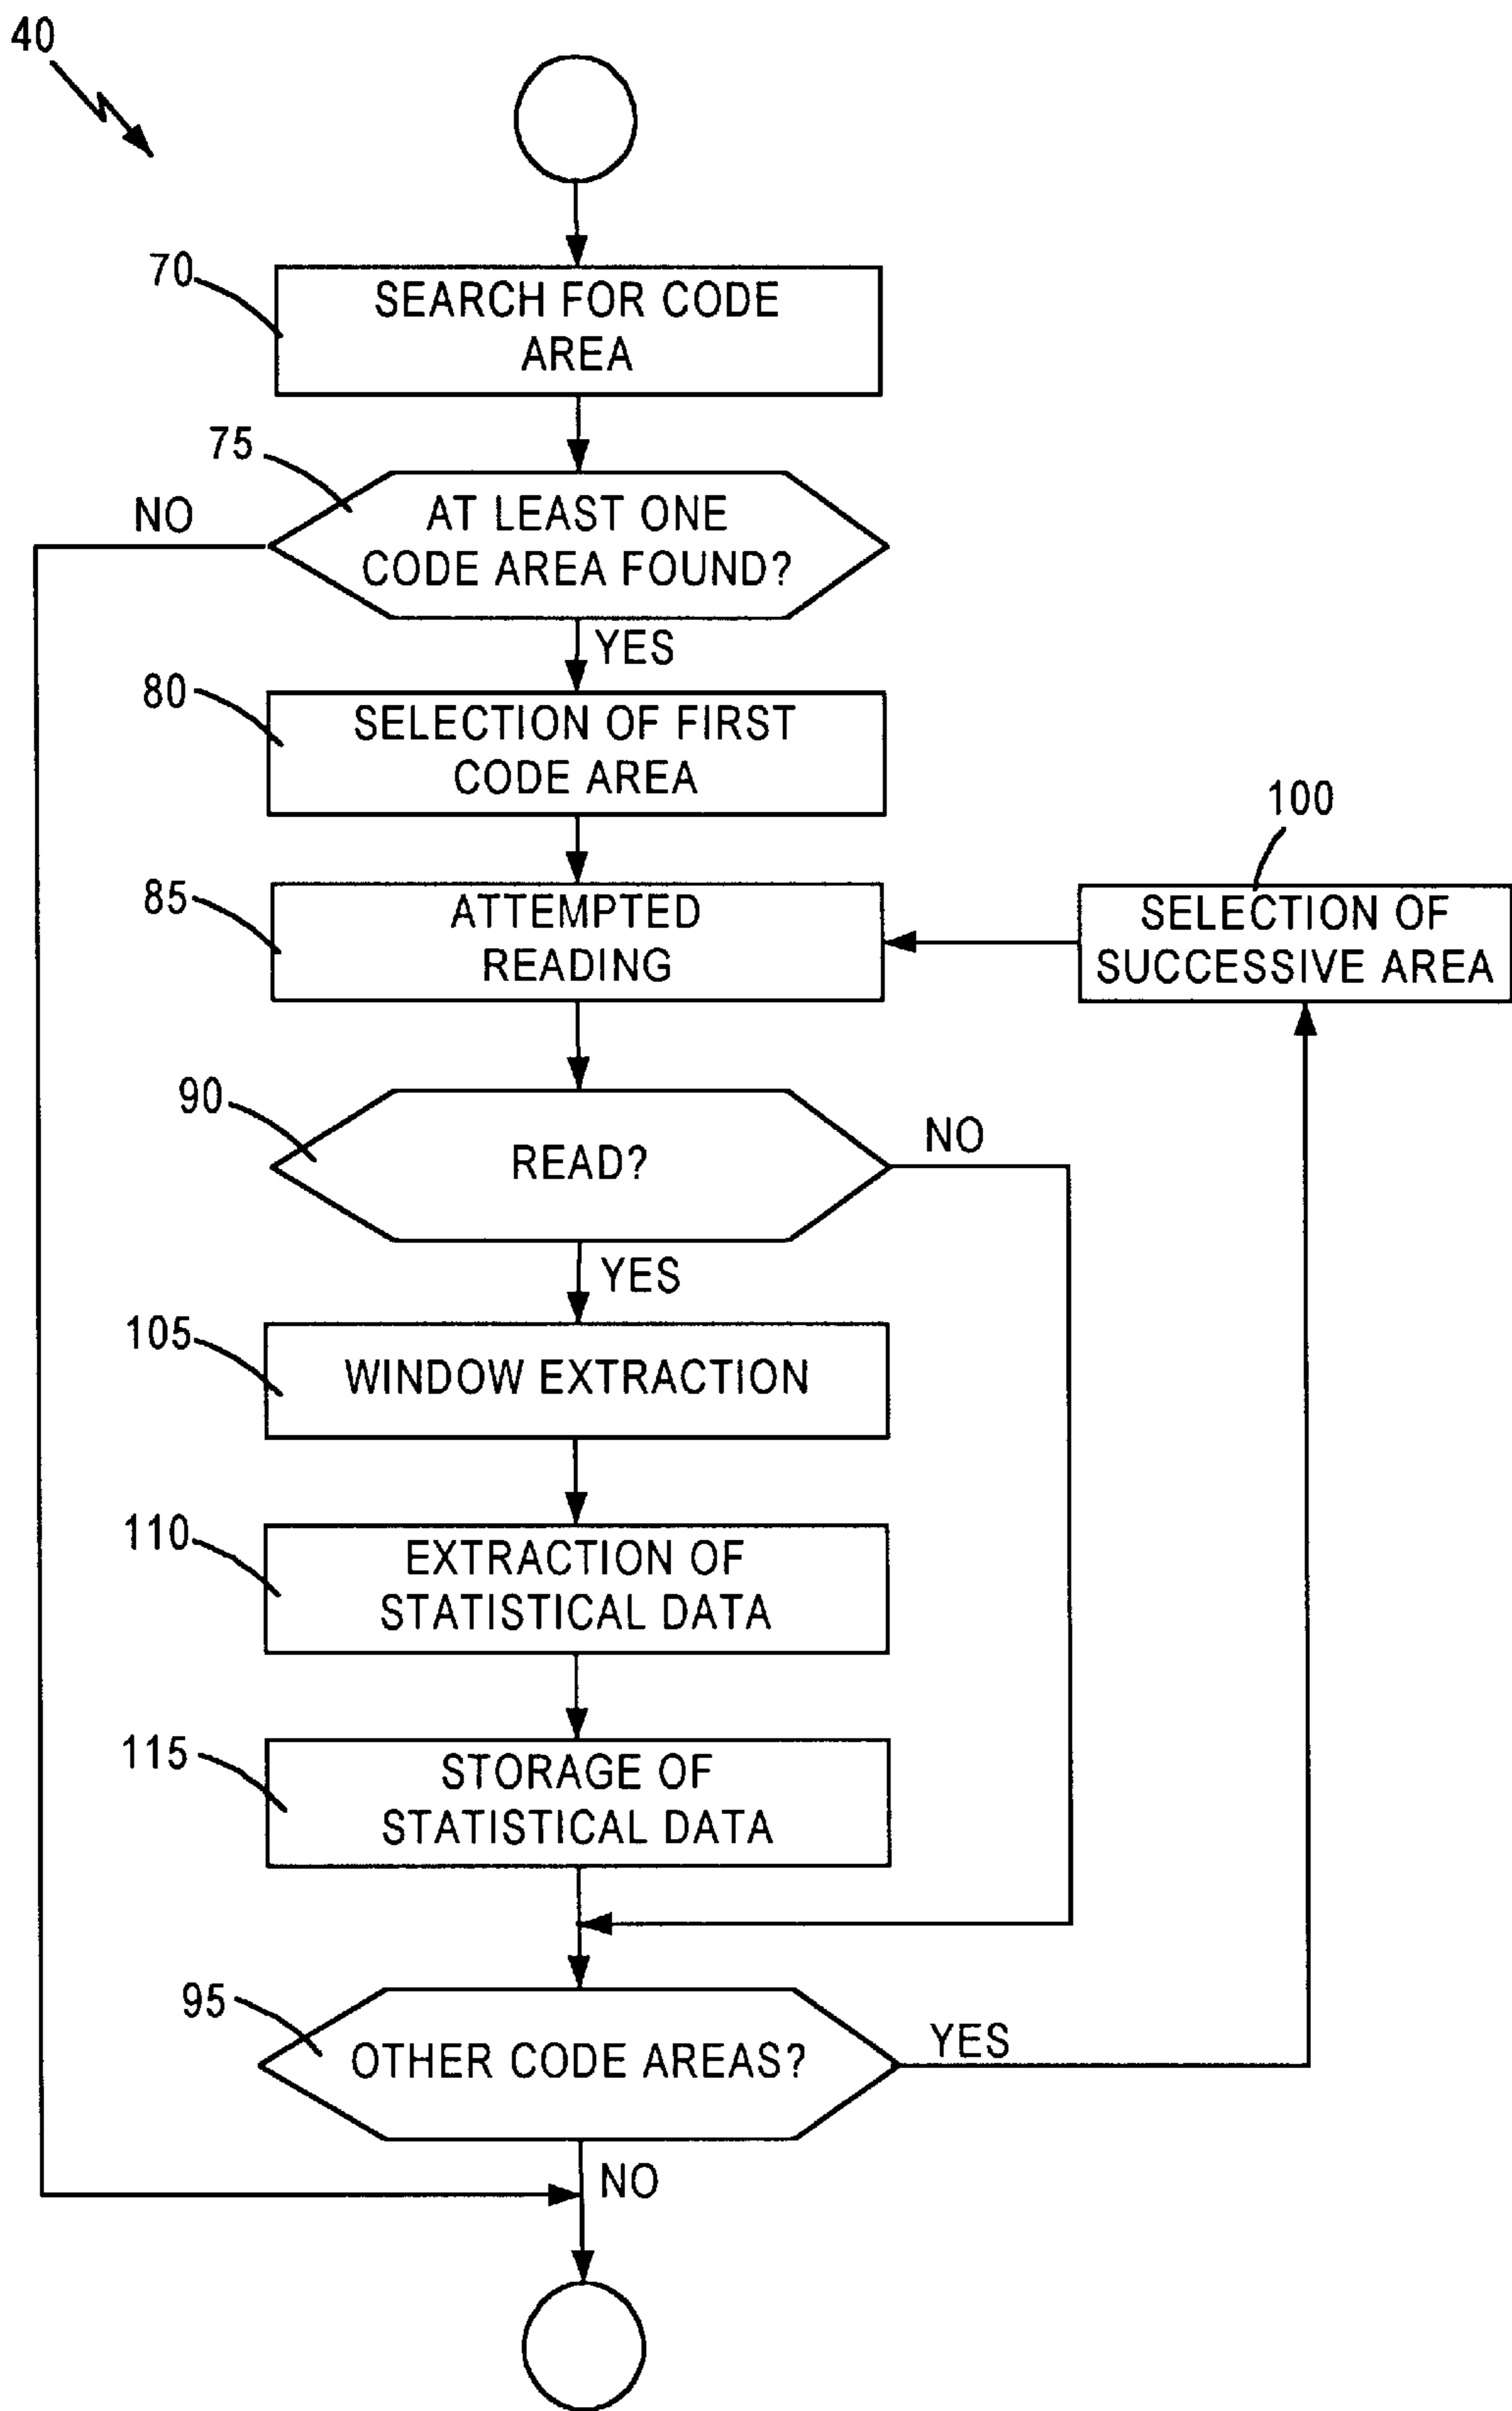 40
70
SEARCH FOR CODE
AREA
75
NO
AT LEAST ONE
CODE AREA FOUND?
YES
80
SELECTION OF FIRST
CODE AREA
100
85
ATTEMPTED
READING
SELECTION OF
SUCCESSIVE AREA
90
READ?
NO
YES
105
WINDOW EXTRACTION
110
EXTRACTION OF
STATISTICAL DATA
115
STORAGE OF
STATISTICAL DATA
95
OTHER CODE AREAS?
YES
NO